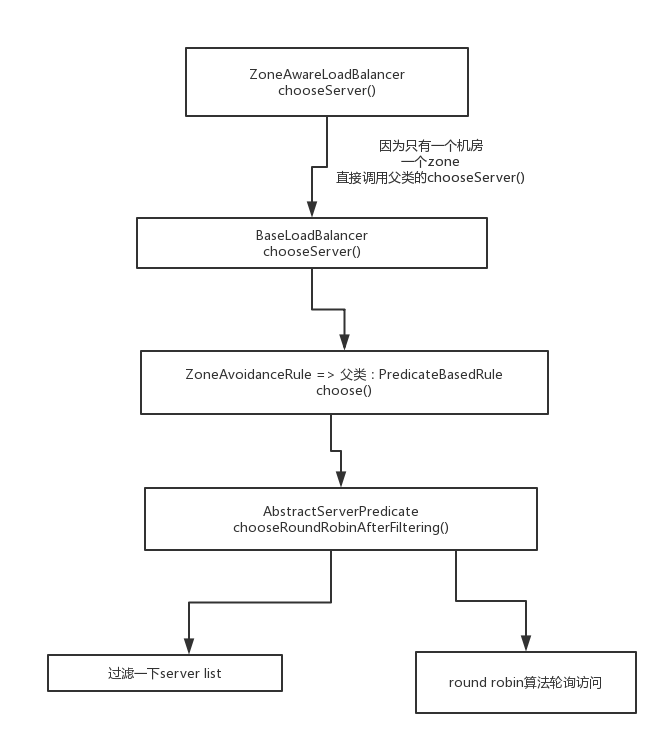 ZoneAwareLoadBalancer
chooseServer()
因为只有一个机房
一个zone
直接调用父类的chooseServer()
BaseLoadBalancer
chooseServer()
ZoneAvoidanceRule => 父类 : PredicateBasedRule
choose()
AbstractServerPredicate
chooseRoundRobinAfterFiltering()
过滤一下server list
round robin算法轮询访问